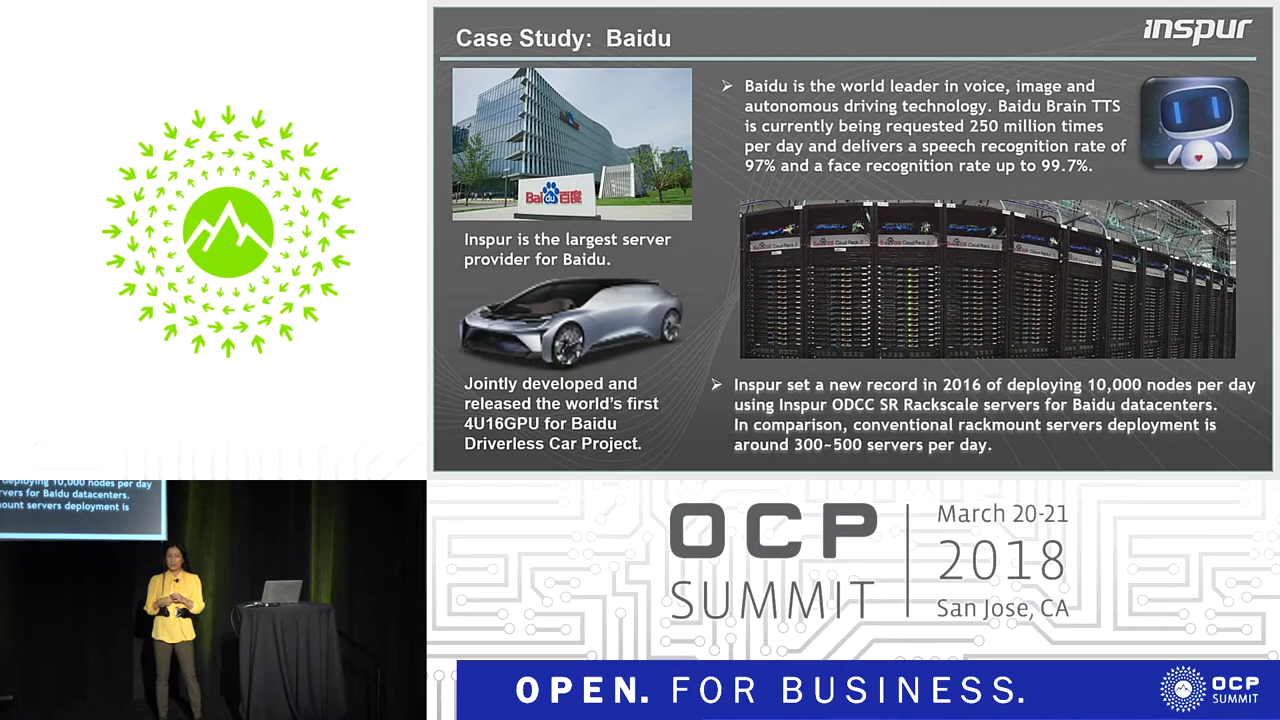 Case Study: Baidu
inspur
Baidu is the world leader in voice, image and
autonomous driving technology. Baidu Brain TTS
is currently being requested 250 million times
per day and delivers a speech recognition rate of
97% and a face recognition rate up to 99.7%.
Bai du 百度
Inspur is the largest server
provider for Baidu.
Jointly developed and
released the world's first
4U16GPU for Baidu
Driverless Car Project.
Inspur set a new record in 2016 of deploying 10,000 nodes per day
using Inspur ODCC SR Rackscale servers for Baidu datacenters.
In comparison, conventional rackmount servers deployment is
around 300~500 servers per day.
deploying 10,000 nodes per day
rvers for Baidu datacenters.
mount servers deployment is
OCP
SUMMIT
March 20-21
2018
San Jose, CA
OPEN. FOR BUSINESS.
OCP
SUMMIT